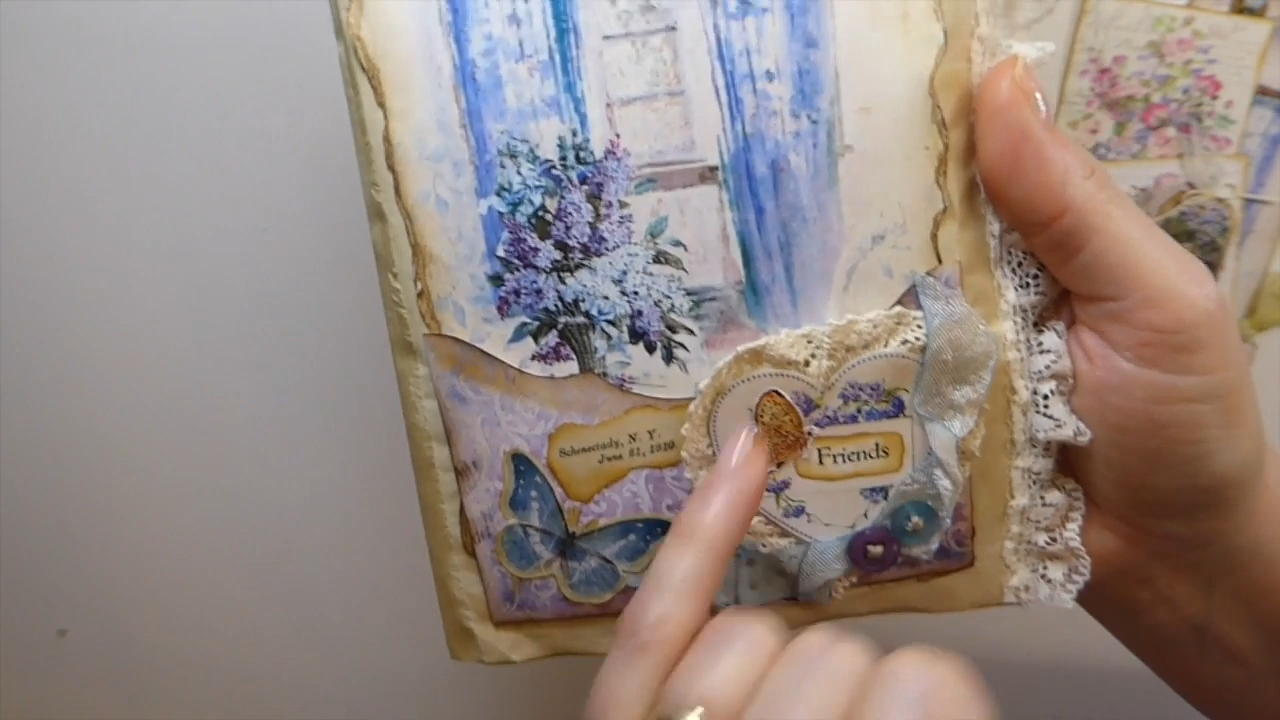 Schenectady, N. Y.
June 21, 1910
Friends